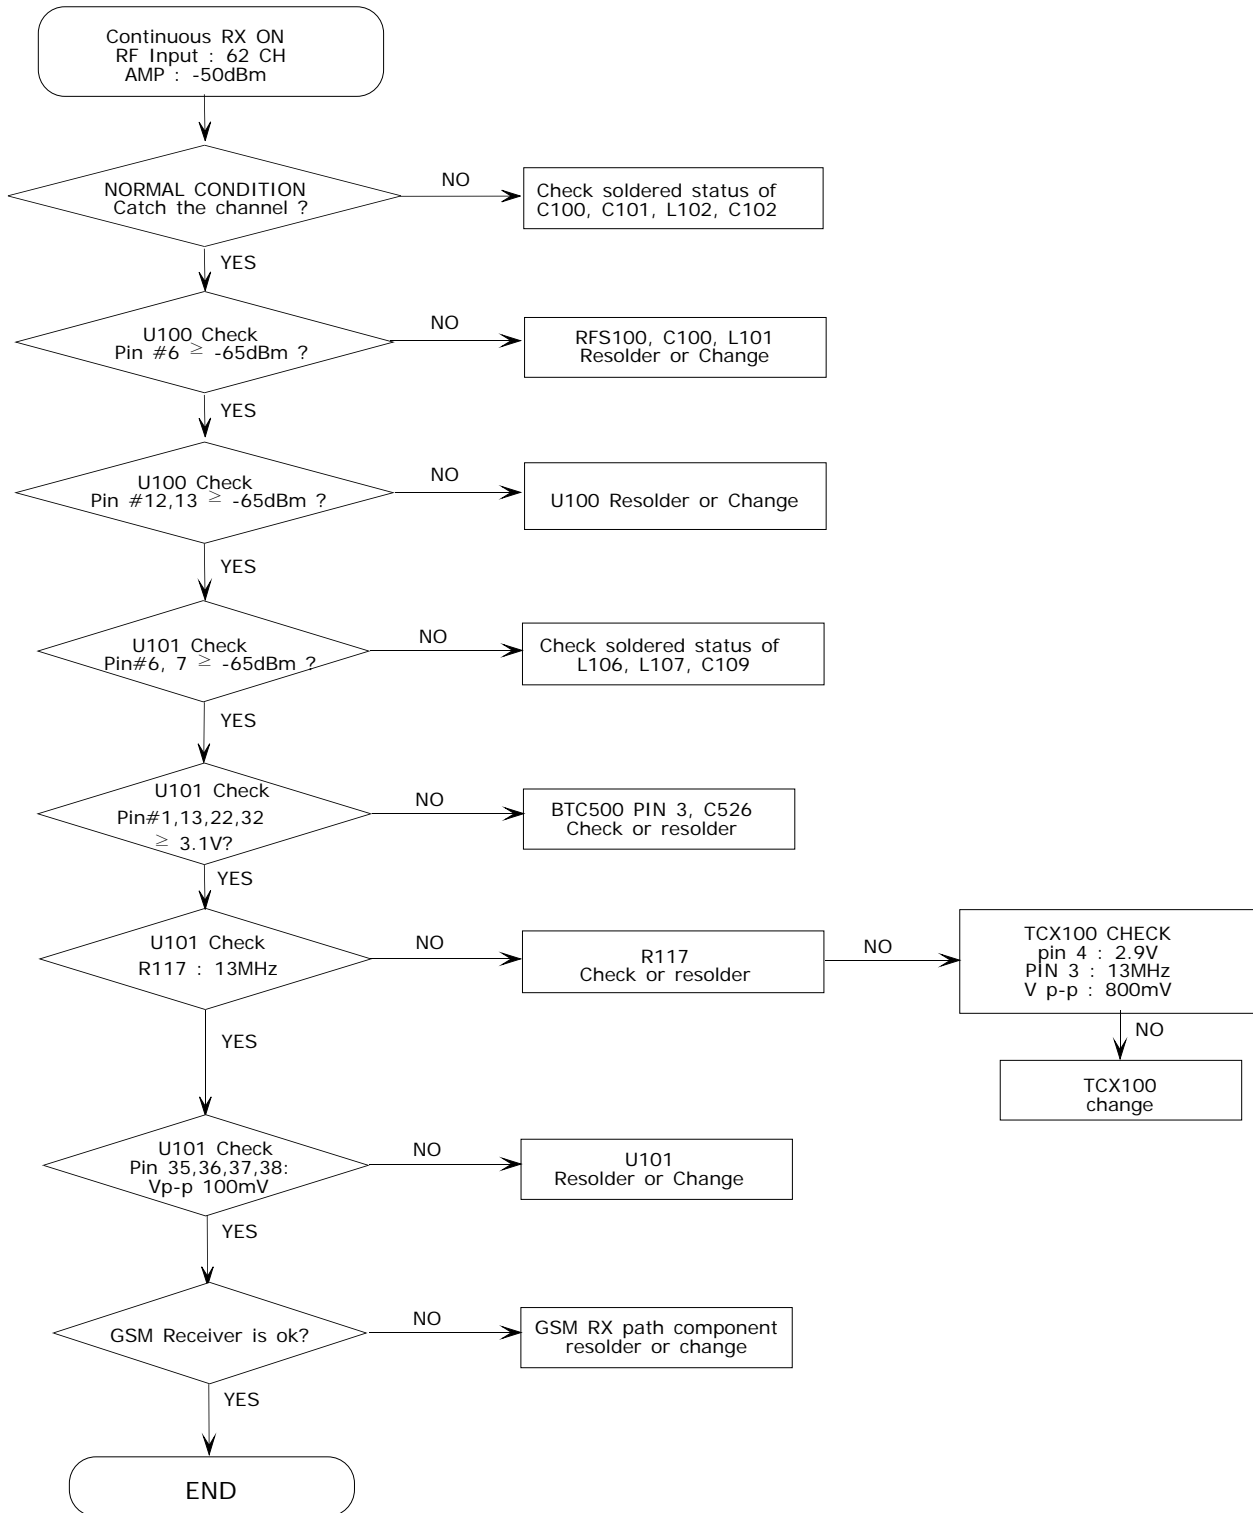 Continuous RX ON
RF Input : 62 CH
AMP : -50dBm
NORMAL CONDITION
Catch the channel ?
NO
Check soldered status of
C100, C101, L102, C102
YES
U100 Check
Pin #6 ≥ -65dBm ?
NO
RFS100, C100, L101
Resolder or Change
YES
U100 Check
Pin #12,13 ≥ -65dBm ?
NO
U100 Resolder or Change
YES
U101 Check
Pin#6, 7 ≥ -65dBm ?
NO
Check soldered status of
L106, L107, C109
YES
U101 Check
Pin#1,13,22,32
≥ 3.1V?
NO
BTC500 PIN 3, C526
Check or resolder
YES
U101 Check
R117 : 13MHz
NO
R117
Check or resolder
NO
TCX100 CHECK
pin 4 : 2.9V
PIN 3 : 13MHz
V p-p : 800mV
NO
TCX100
change
YES
U101 Check
Pin 35,36,37,38:
Vp-p 100mV
NO
U101
Resolder or Change
YES
GSM Receiver is ok?
NO
GSM RX path component
resolder or change
YES
END